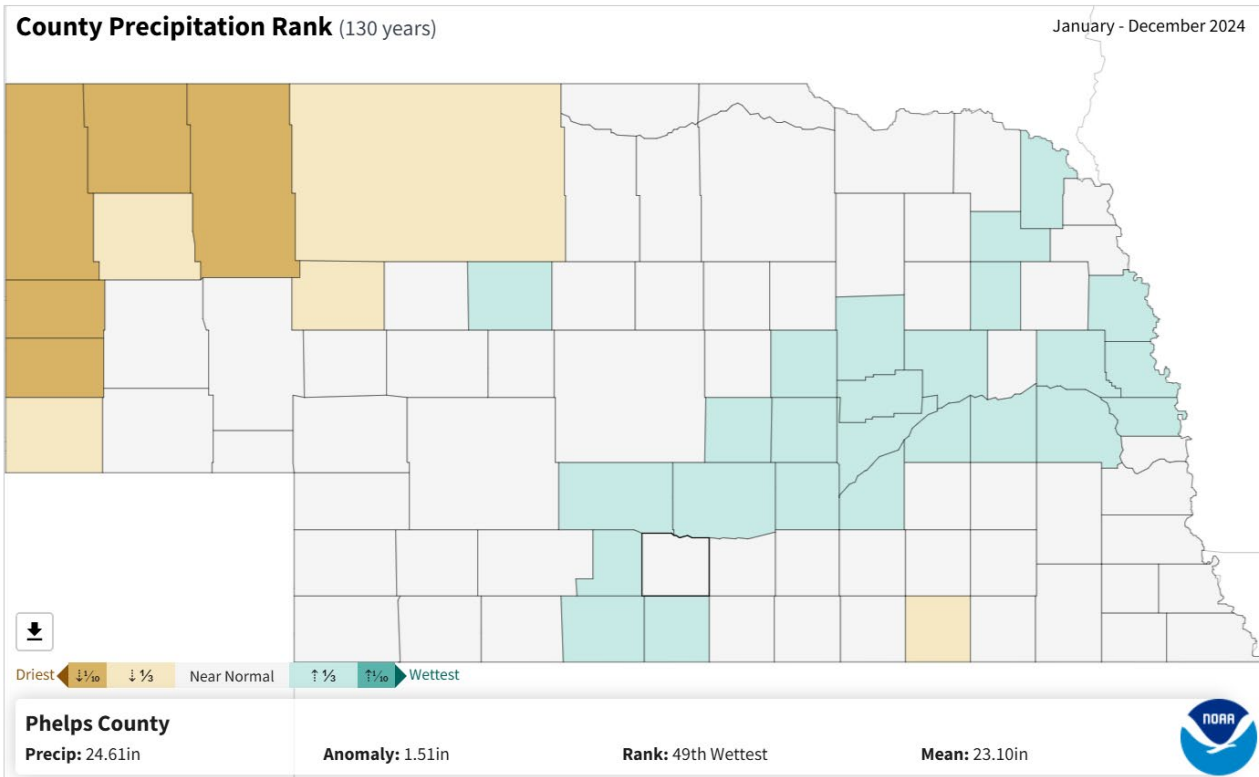 County Precipitation Rank (130 years)
January - December 2024
Driest ↓⅒ ↓⅓ Near Normal ↑⅓ ↑⅒ Wettest
Phelps County
Precip: 24.61in Anomaly: 1.51in Rank: 49th Wettest Mean: 23.10in
NOAA